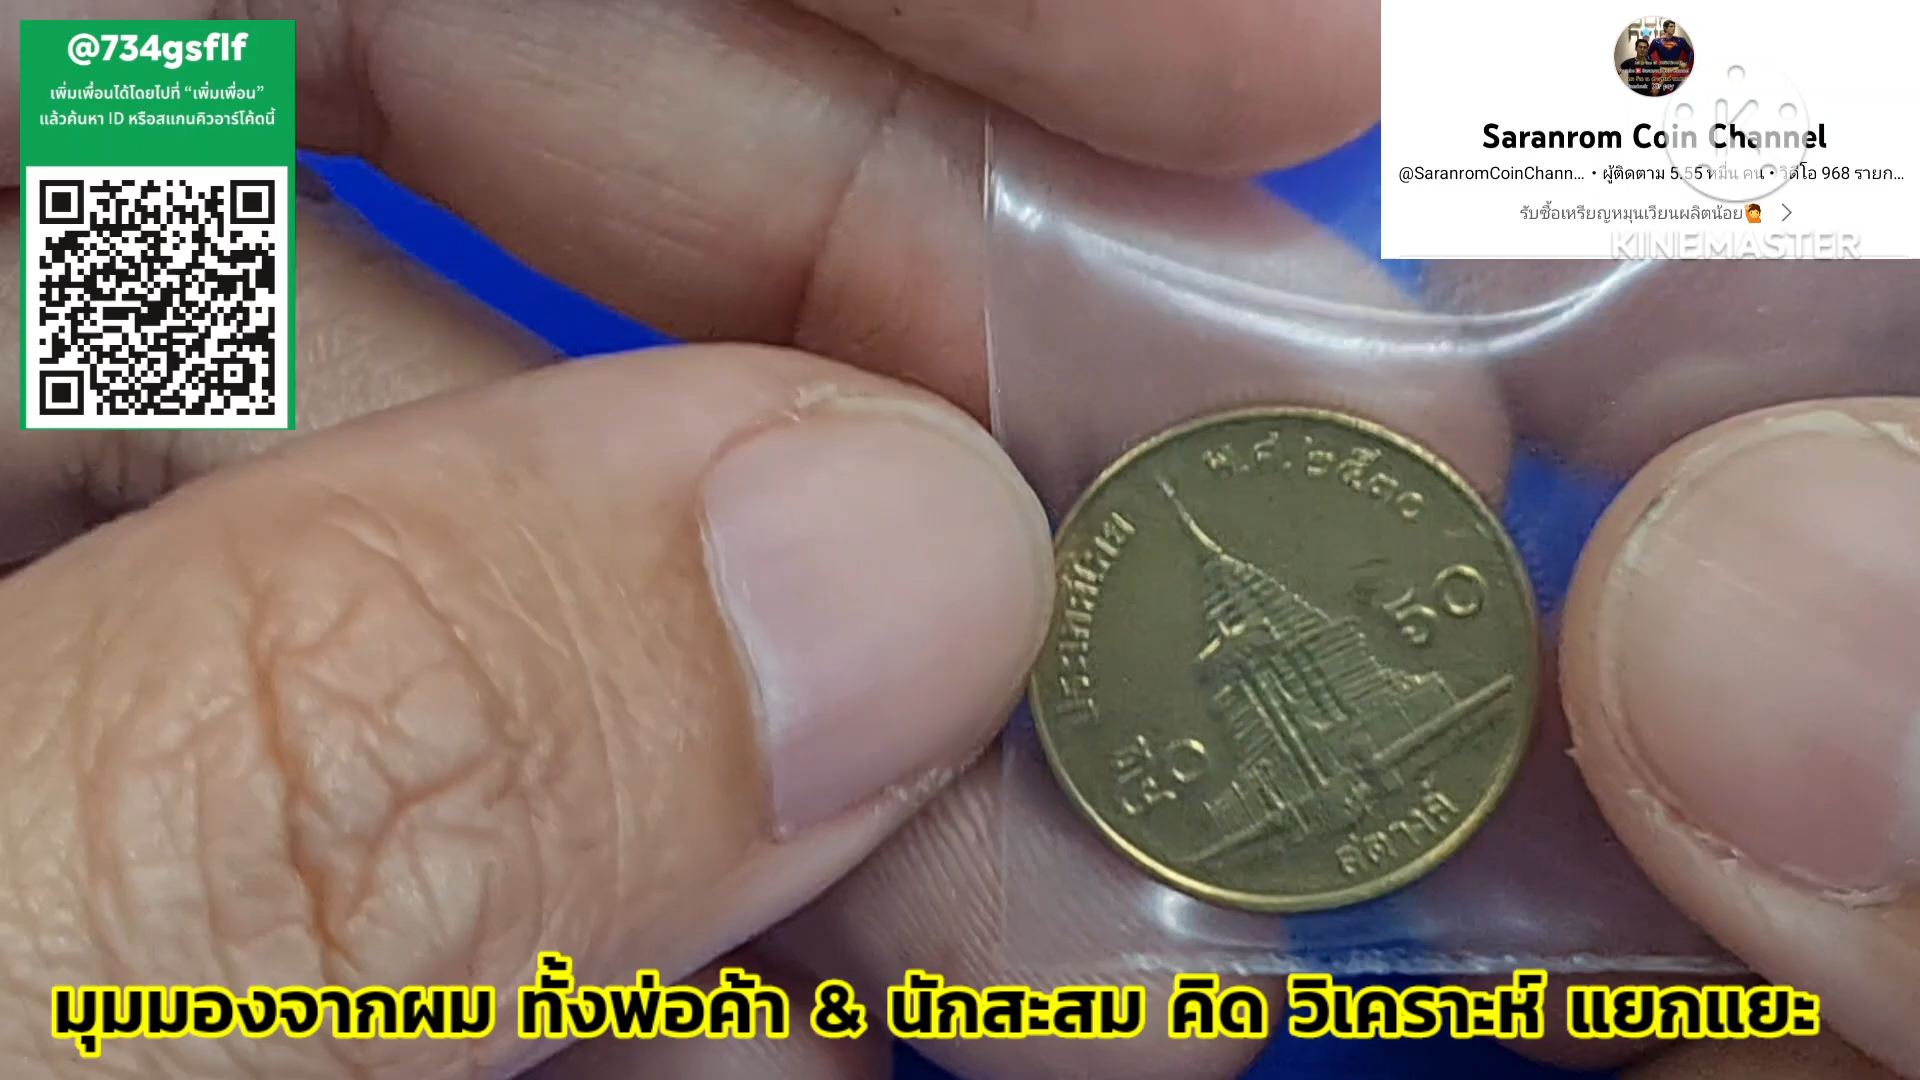 @734gsflf
เพิ่มเพื่อนได้โดยไปที่ “เพิ่มเพื่อน”
แล้วค้นหา ID หรือสแกนคิวอาร์โค้ดนี้
Saranrom Coin Channel
@SaranromCoinChann... • ผู้ติดตาม 5.55 หมื่น คน • วิดีโอ 968 รายก...
รับซื้อเหรียญหมุนเวียนผลิตน้อย🙋
KINEMASTER
พ.ศ. ๒๕๓๐
ประเทศไทย
50
๕๐
สตางค์
มุมมองจากผม ทั้งพ่อค้า & นักสะสม คิด วิเคราะห์ แยกแยะ